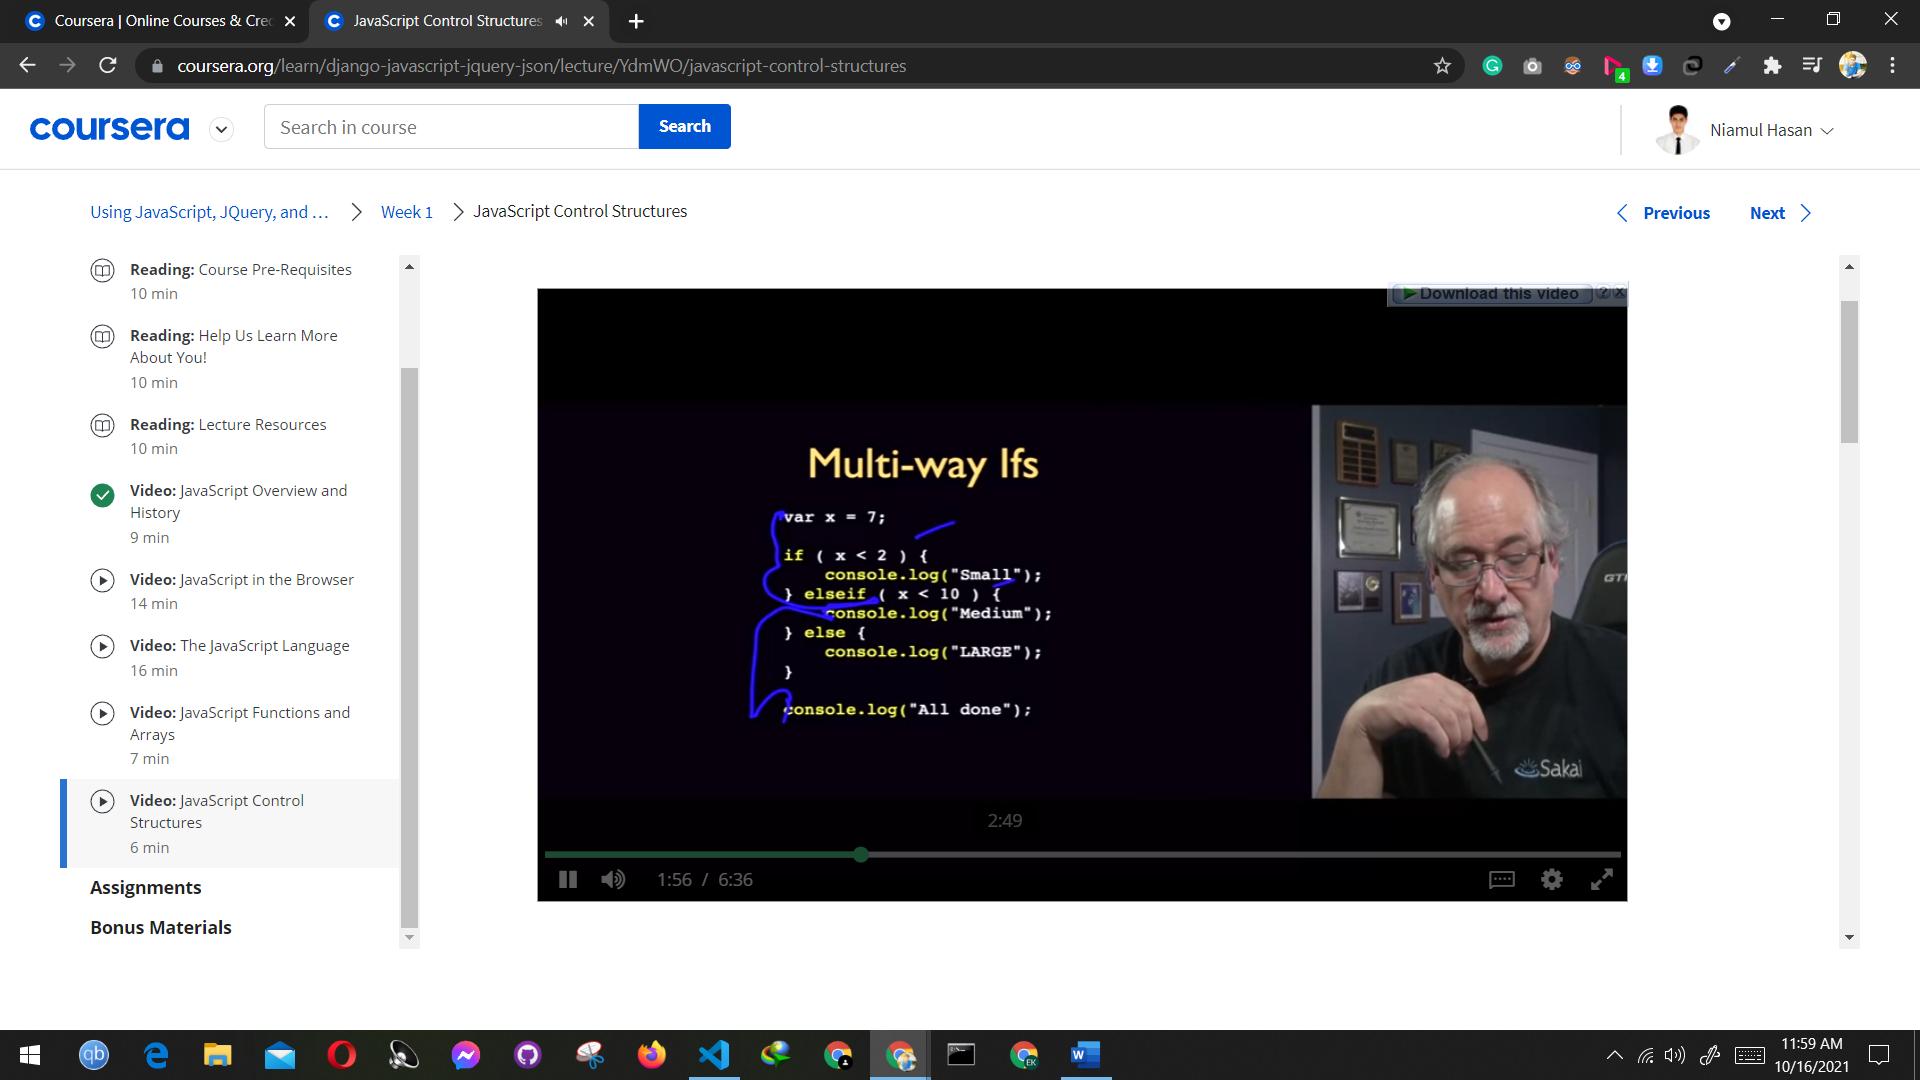 Coursera | Online Courses & Cre
JavaScript Control Structures
coursera.org/learn/django-javascript-jquery-json/lecture/YdmWO/javascript-control-structures
4
coursera
Search in course
Search
Niamul Hasan
Using JavaScript, JQuery, and ...
Week 1
JavaScript Control Structures
Previous
Next
Reading: Course Pre-Requisites
10 min
Reading: Help Us Learn More
About You!
10 min
Reading: Lecture Resources
10 min
Video: JavaScript Overview and
History
9 min
Video: JavaScript in the Browser
14 min
Video: The JavaScript Language
16 min
Video: JavaScript Functions and
Arrays
7 min
Video: JavaScript Control
Structures
6 min
Assignments
Bonus Materials
Download this video
Multi-way Ifs
var x = 7;
if ( x < 2 ) {
console.log("Small");
} elseif ( x < 10 ) {
console.log("Medium");
} else {
console.log("LARGE");
}
console.log("All done");
GT
Sakai
2:49
1:56 / 6:36
qb
EK
W
11:59 AM
10/16/2021